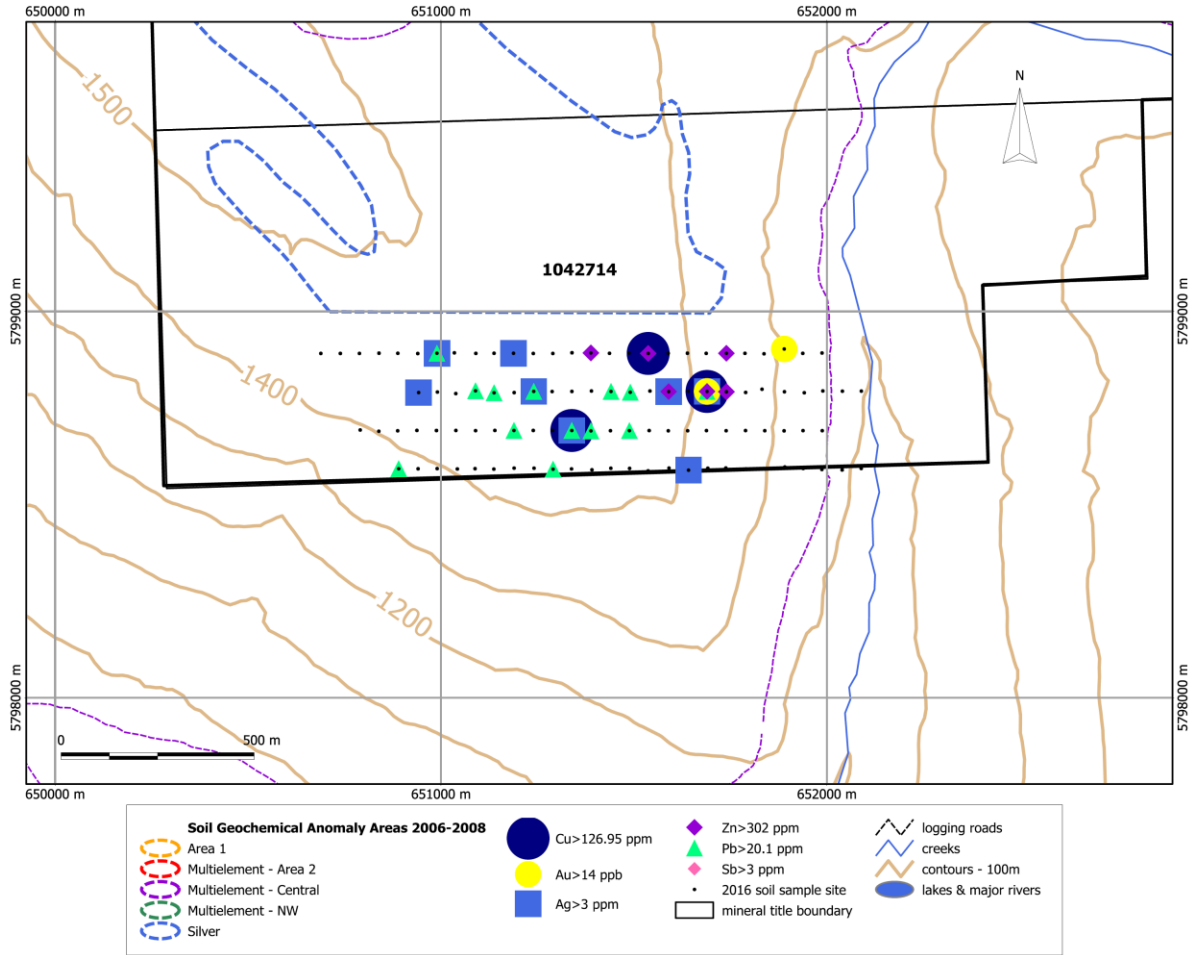 650000 m
651000 m
652000 m
1500
N
1042714
5799000 m
5799000 m
1400
1200
5798000 m
5798000 m
0
500 m
650000 m
651000 m
652000 m
Soil Geochemical Anomaly Areas 2006-2008
Area 1
Multielement - Area 2
Multielement - Central
Multielement - NW
Silver
Cu>126.95 ppm
Au>14 ppb
Ag>3 ppm
Zn>302 ppm
Pb>20.1 ppm
Sb>3 ppm
2016 soil sample site
mineral title boundary
logging roads
creeks
contours - 100m
lakes & major rivers